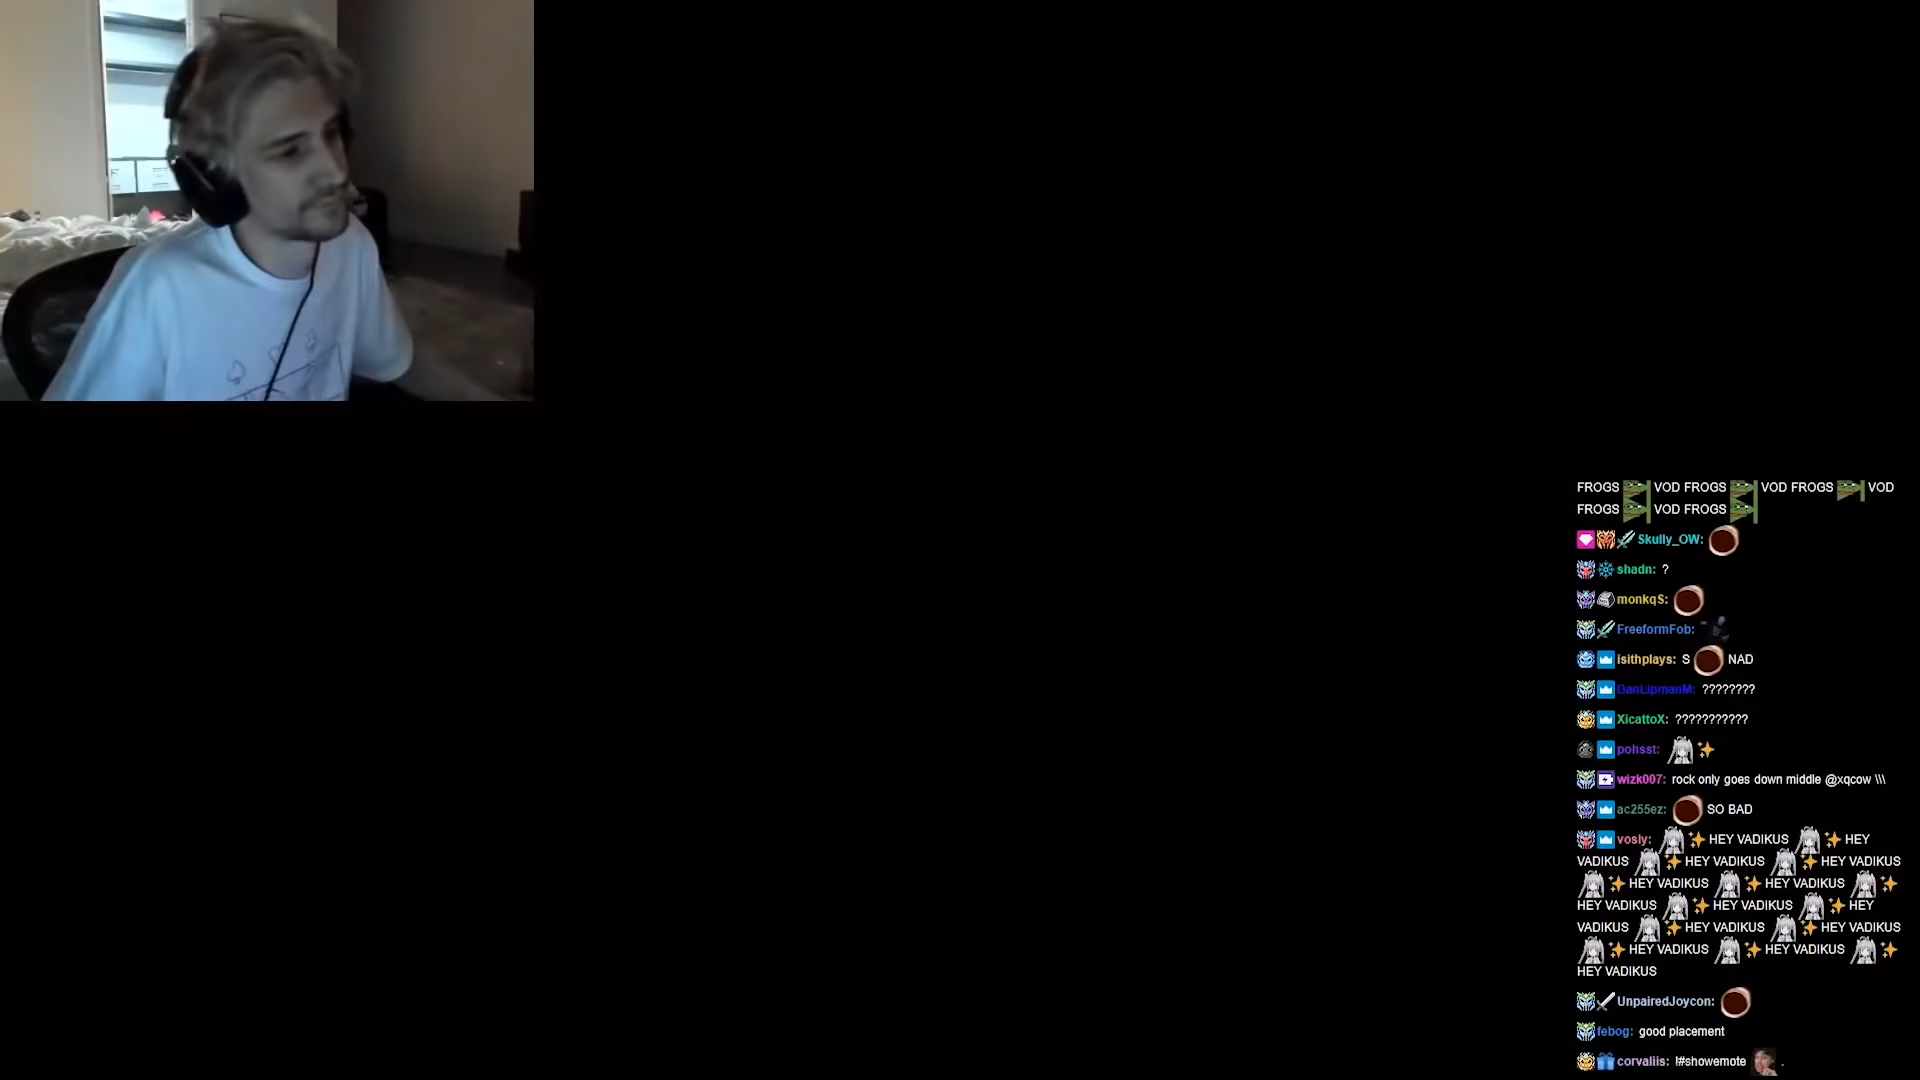 FROGS VOD FROGS VOD FROGS VOD
FROGS VOD FROGS
Skully_OW:
shadn: ?
monkqS:
FreeformFob:
isithplays: S NAD
DanLipmanM: ????????
XicattoX: ???????????
pohsst:
wizk007: rock only goes down middle @xqcow \\\
ac255ez: SO BAD
vosly: HEY VADIKUS HEY
VADIKUS HEY VADIKUS HEY VADIKUS
HEY VADIKUS HEY VADIKUS
HEY VADIKUS HEY VADIKUS HEY
VADIKUS HEY VADIKUS HEY VADIKUS
HEY VADIKUS HEY VADIKUS
HEY VADIKUS
UnpairedJoycon:
febog: good placement
corvaliis: !#showemote .